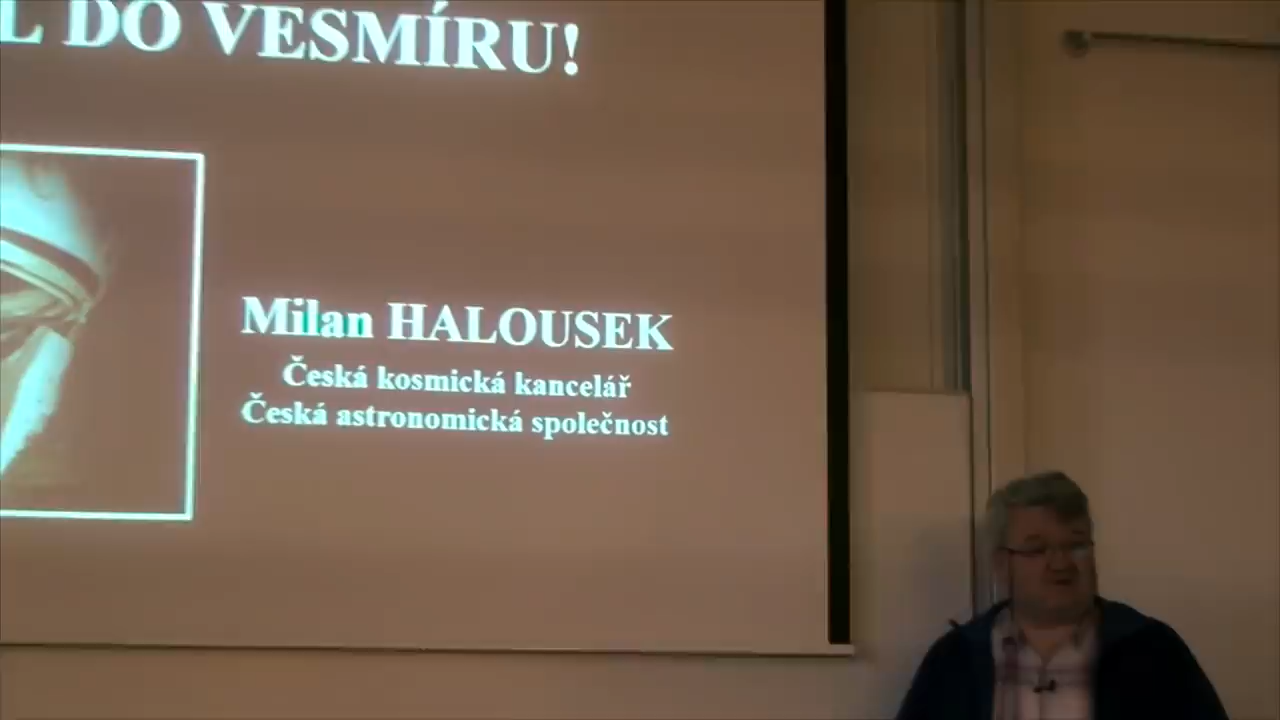 DO VESMÍRU!
Milan HALOUSEK
Česká kosmická kancelář
Česká astronomická společnost